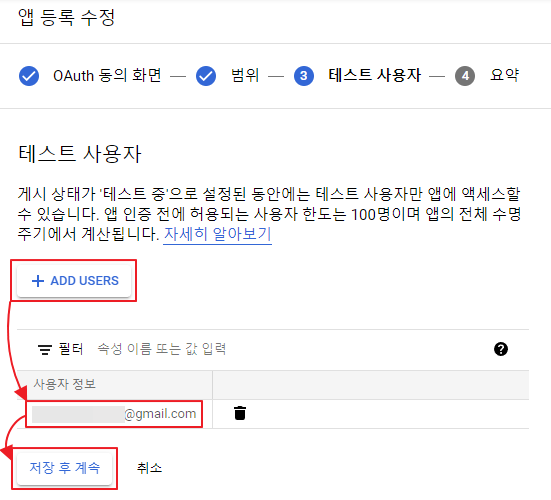 앱 등록 수정
OAuth 동의 화면 — 범위 — 3 테스트 사용자 — 4 요약
테스트 사용자
게시 상태가 '테스트 중'으로 설정된 동안에는 테스트 사용자만 앱에 액세스할
수 있습니다. 앱 인증 전에 허용되는 사용자 한도는 100명이며 앱의 전체 수명
주기에서 계산됩니다. 자세히 알아보기
+ ADD USERS
필터 속성 이름 또는 값 입력
사용자 정보
@gmail.com
저장 후 계속 취소